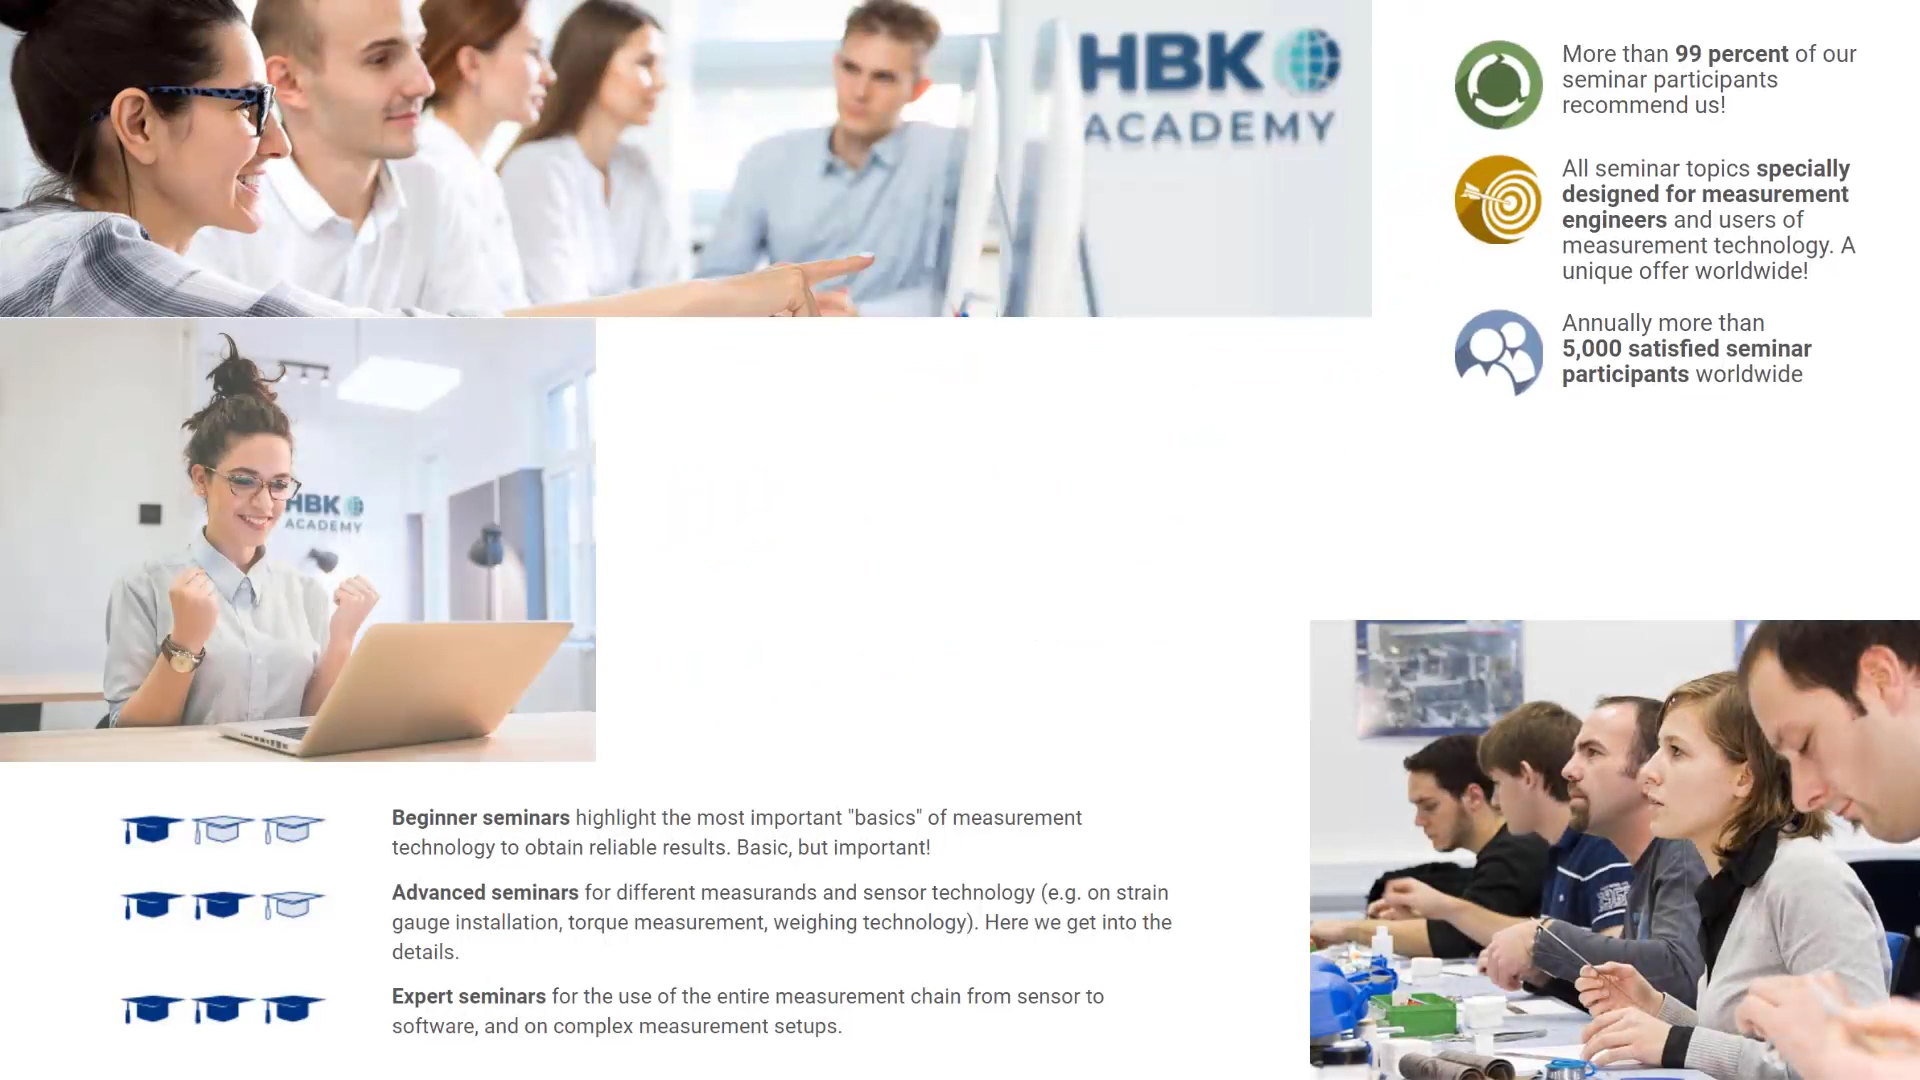 HBK
ACADEMY
More than 99 percent of our
seminar participants
recommend us!
All seminar topics specially
designed for measurement
engineers and users of
measurement technology. A
unique offer worldwide!
Annually more than
5,000 satisfied seminar
participants worldwide
HBK
ACADEMY
Beginner seminars highlight the most important "basics" of measurement
technology to obtain reliable results. Basic, but important!
Advanced seminars for different measurands and sensor technology (e.g. on strain
gauge installation, torque measurement, weighing technology). Here we get into the
details.
Expert seminars for the use of the entire measurement chain from sensor to
software, and on complex measurement setups.